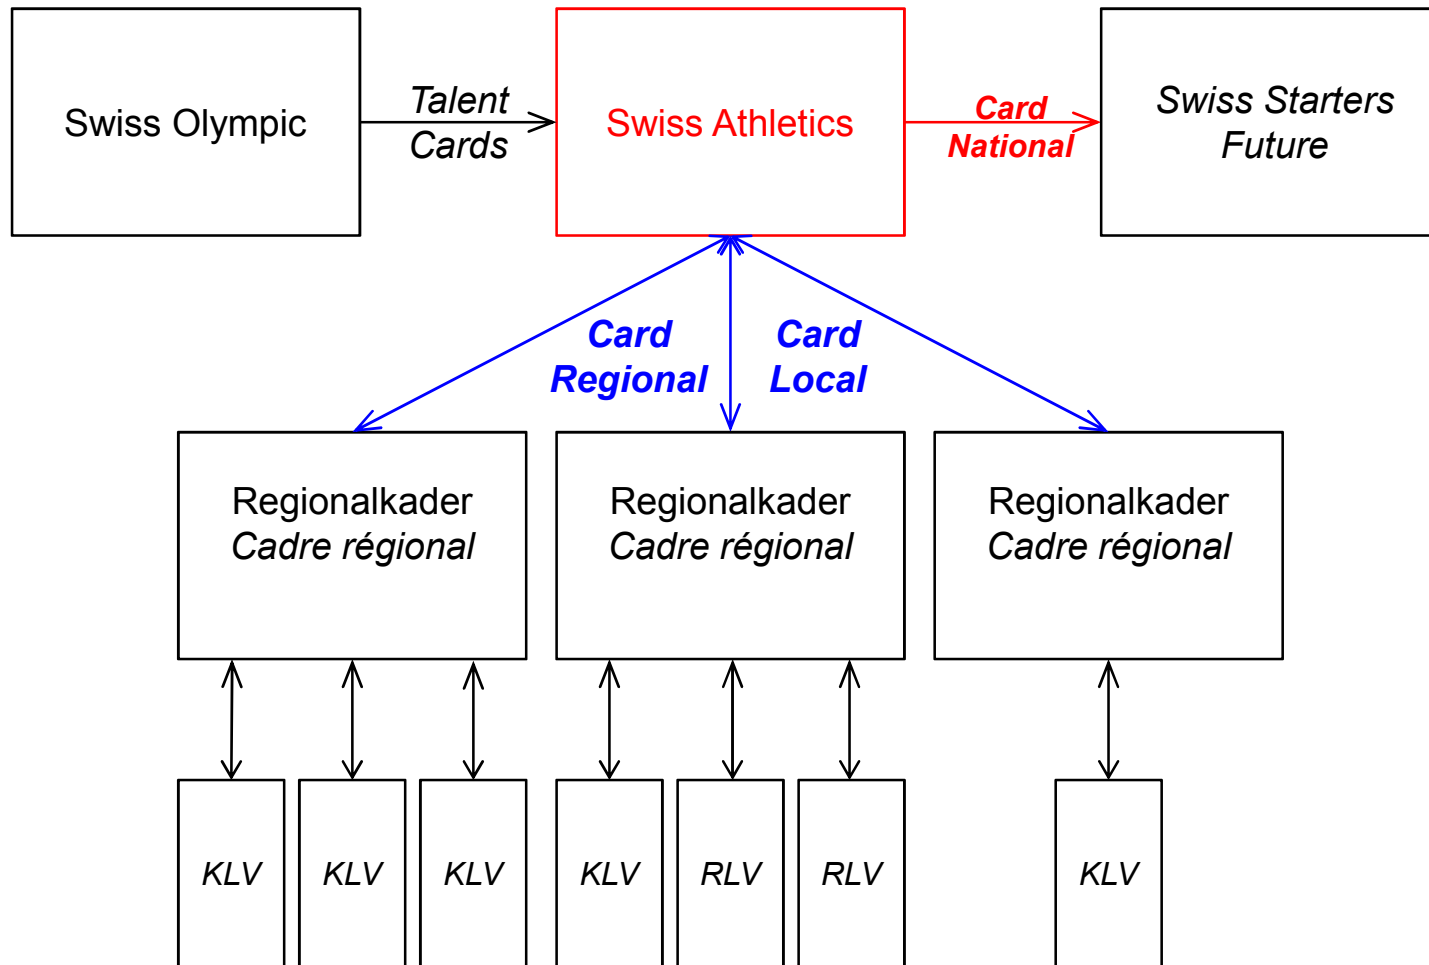 Swiss Olympic
Talent
Cards
Swiss Athletics
Card
National
Swiss Starters
Future
Card
Regional
Card
Local
Regionalkader
Cadre régional
Regionalkader
Cadre régional
Regionalkader
Cadre régional
KLV
KLV
KLV
KLV
RLV
RLV
KLV